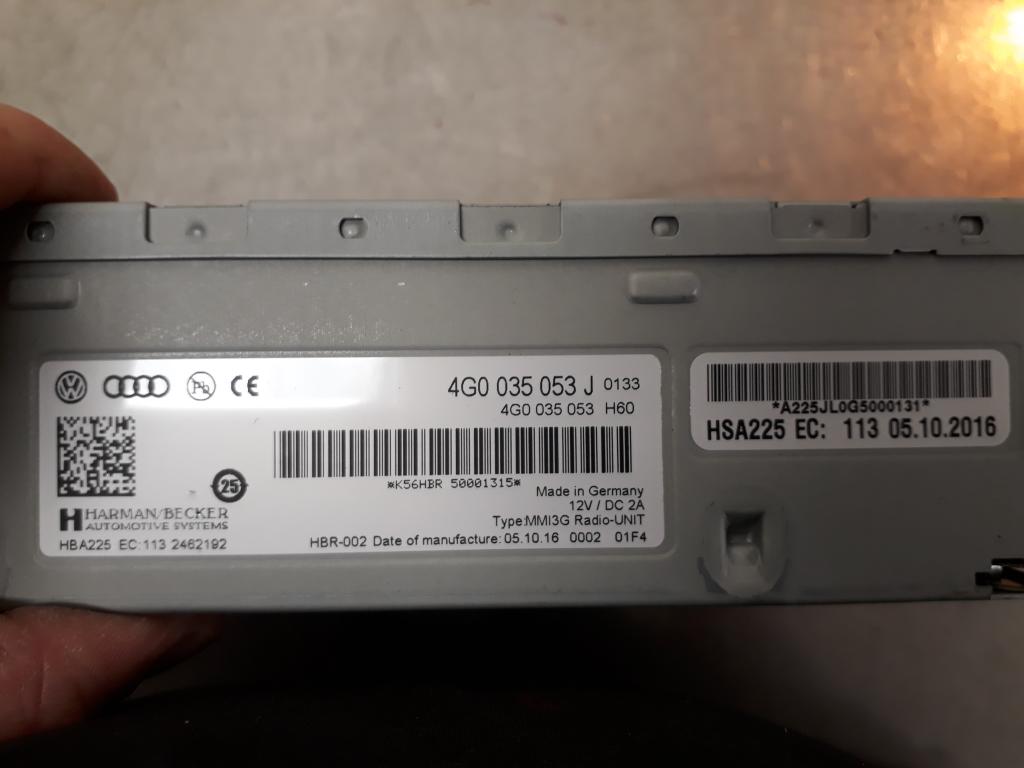 4G0 035 053 J 0133
4G0 035 053 H60
*K56HBR 50001315*
25
Made in Germany
12V / DC 2A
Type:MMI3G Radio-UNIT
HARMAN/BECKER
AUTOMOTIVE SYSTEMS
HBA225 EC:113 2462192
HBR-002 Date of manufacture: 05.10.16 0002 01F4
*A225JL0G5000131*
HSA225 EC: 113 05.10.2016